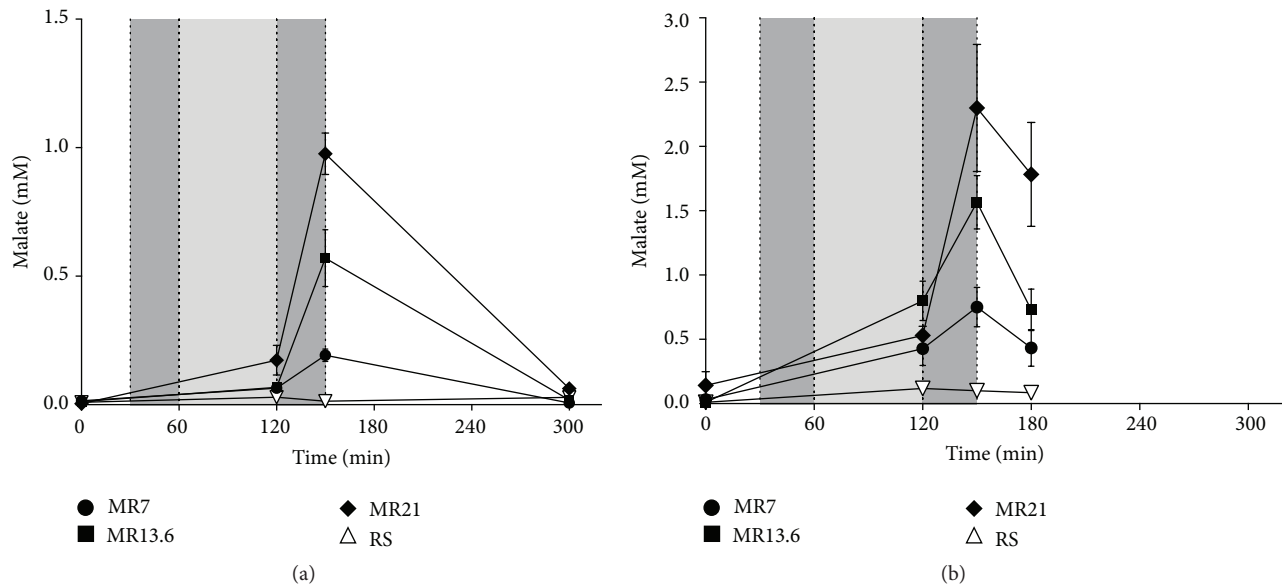 1.5
1.0
0.5
0.0
Malate (mM)
0 60 120 180 240 300
Time (min)
MR7
MR13.6
MR21
RS
(a)
3.0
2.5
2.0
1.5
1.0
0.5
0.0
Malate (mM)
0 60 120 180 240 300
Time (min)
MR7
MR13.6
MR21
RS
(b)